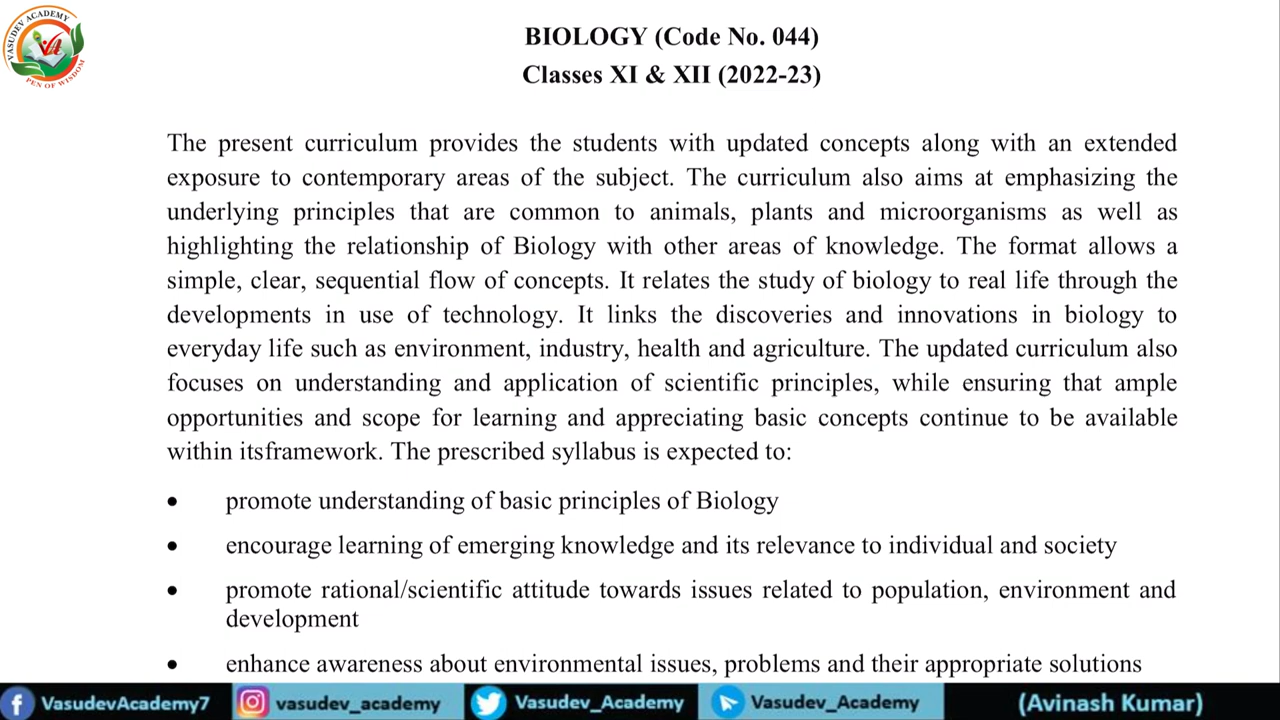 VASUDEV ACADEMY
VA
PEN OF WISDOM
BIOLOGY (Code No. 044)
Classes XI & XII (2022-23)
The present curriculum provides the students with updated concepts along with an extended
exposure to contemporary areas of the subject. The curriculum also aims at emphasizing the
underlying principles that are common to animals, plants and microorganisms as well as
highlighting the relationship of Biology with other areas of knowledge. The format allows a
simple, clear, sequential flow of concepts. It relates the study of biology to real life through the
developments in use of technology. It links the discoveries and innovations in biology to
everyday life such as environment, industry, health and agriculture. The updated curriculum also
focuses on understanding and application of scientific principles, while ensuring that ample
opportunities and scope for learning and appreciating basic concepts continue to be available
within itsframework. The prescribed syllabus is expected to:
• promote understanding of basic principles of Biology
• encourage learning of emerging knowledge and its relevance to individual and society
• promote rational/scientific attitude towards issues related to population, environment and
development
• enhance awareness about environmental issues, problems and their appropriate solutions
VasudevAcademy7 vasudev_academy Vasudev_Academy Vasudev_Academy (Avinash Kumar)